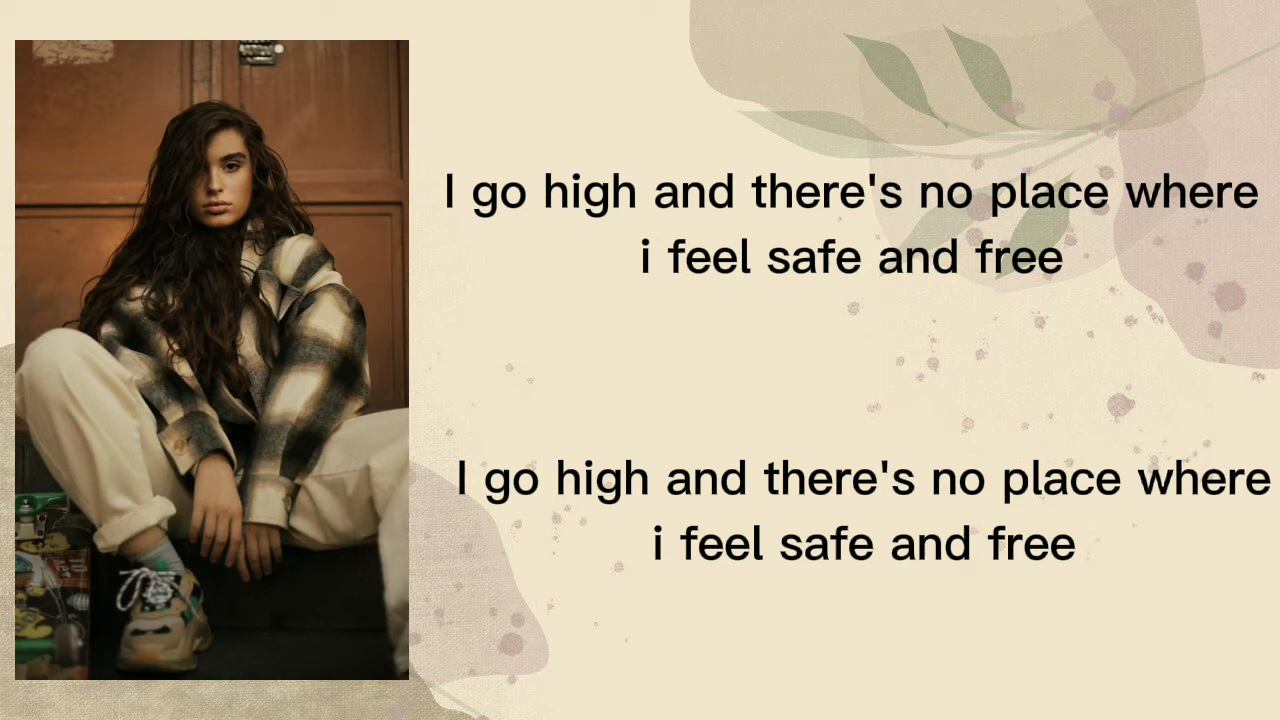 I go high and there's no place where
i feel safe and free
I go high and there's no place where
i feel safe and free